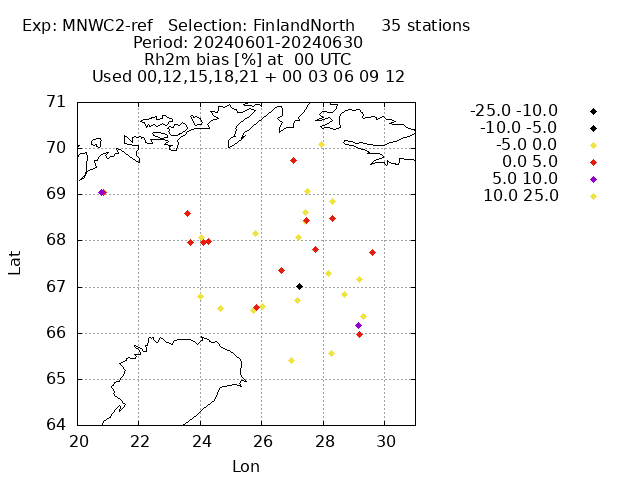 Exp: MNWC2-ref   Selection: FinlandNorth     35 stations
Period: 20240601-20240630
Rh2m bias [%] at  00 UTC
Used 00,12,15,18,21 + 00 03 06 09 12
-25.0 -10.0
-10.0 -5.0
-5.0 0.0
0.0 5.0
5.0 10.0
10.0 25.0
71
70
69
68
67
66
65
64
Lat
20 22 24 26 28 30
Lon